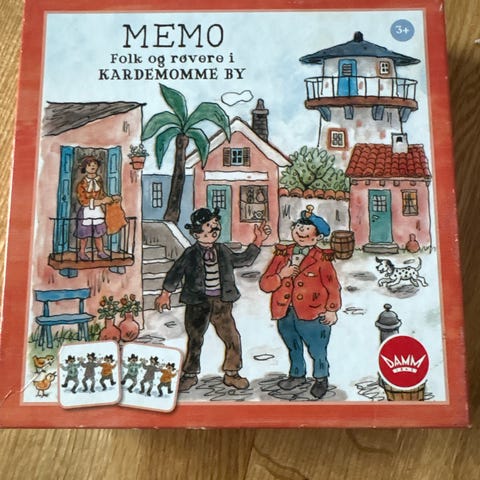 MEMO
Folk og røvere i
KARDEMOMME BY
3+
DAMM